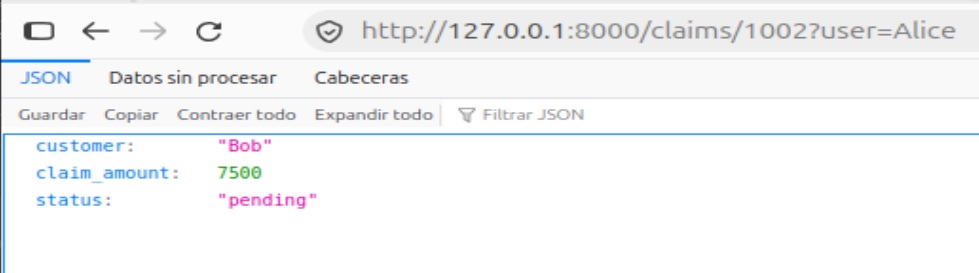 http://127.0.0.1:8000/claims/1002?user=Alice
JSON Datos sin procesar Cabeceras
Guardar Copiar Contraer todo Expandir todo Filtrar JSON
customer: "Bob"
claim_amount: 7500
status: "pending"